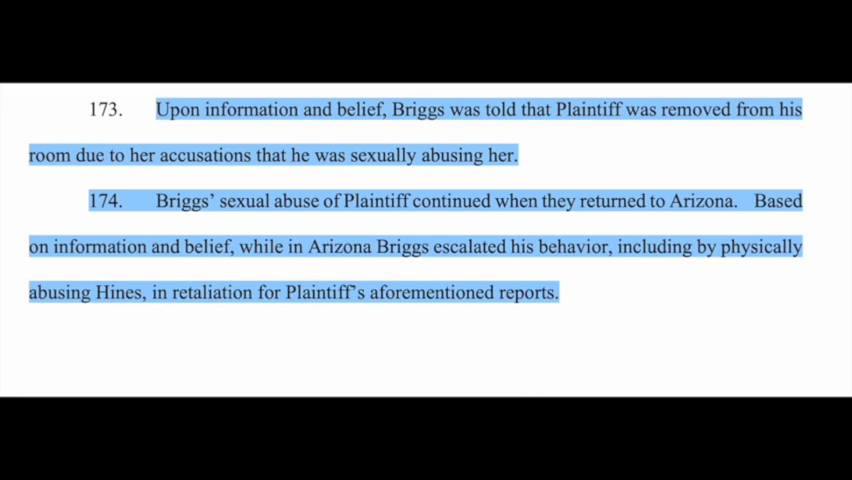 173. Upon information and belief, Briggs was told that Plaintiff was removed from his
room due to her accusations that he was sexually abusing her.
174. Briggs’ sexual abuse of Plaintiff continued when they returned to Arizona. Based
on information and belief, while in Arizona Briggs escalated his behavior, including by physically
abusing Hines, in retaliation for Plaintiff’s aforementioned reports.